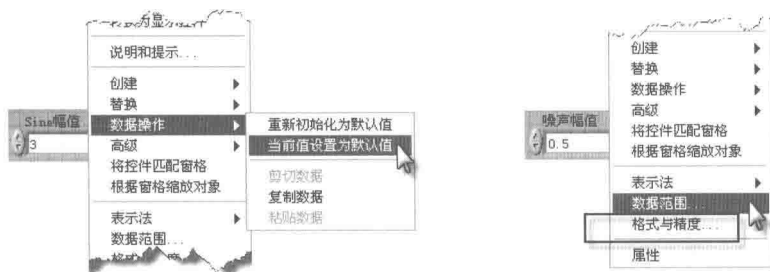 说明和提示...
创建
替换
数据操作
高级
将控件匹配窗格
根据窗格缩放对象
表示法
数据范围...
Sine幅值
3
重新初始化为默认值
当前值设置为默认值
剪切数据
复制数据
粘贴数据
创建
替换
数据操作
高级
将控件匹配窗格
根据窗格缩放对象
表示法
数据范围...
格式与精度...
属性
噪声幅值
0.5